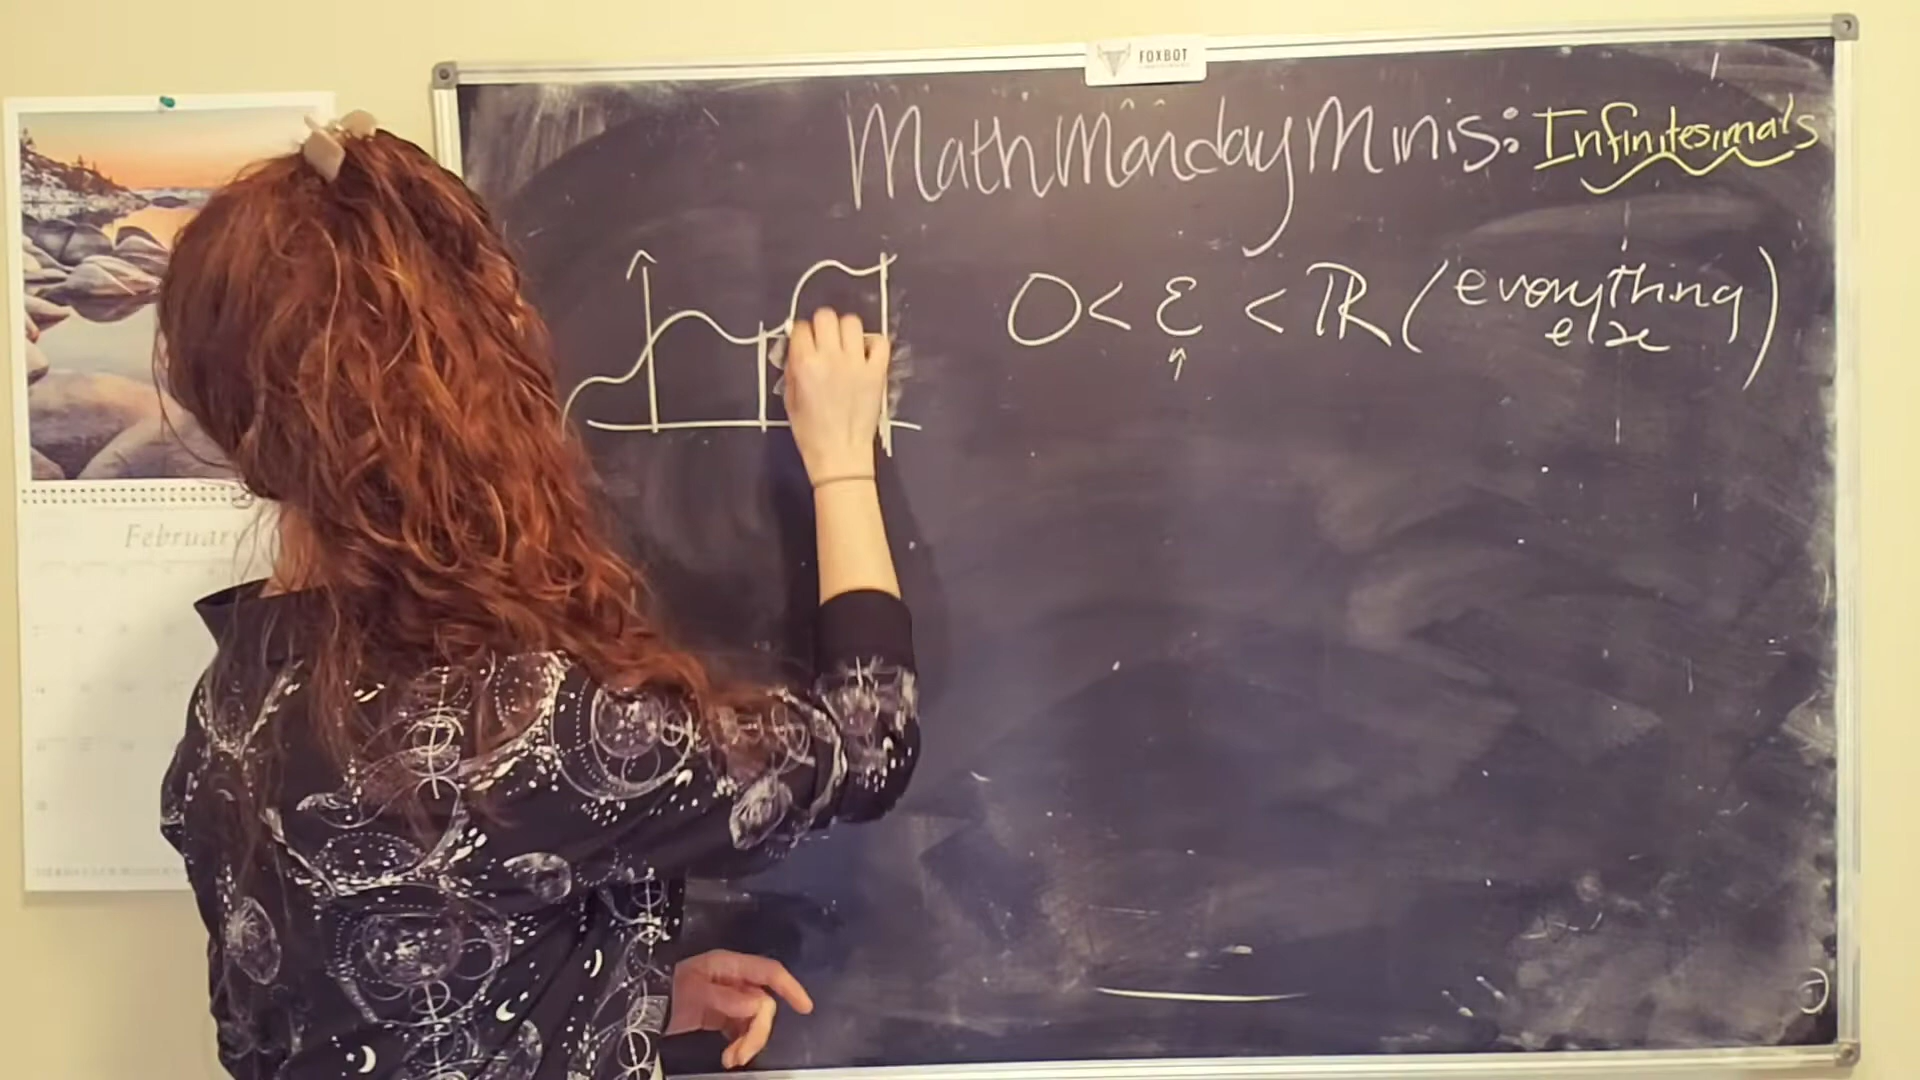 FOXBOT
Math Monday Minis: Infinitesimals
0 < ε < ℝ (everything else)
February